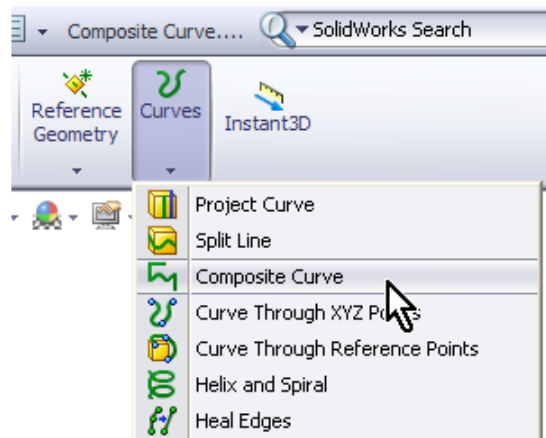 Composite Curve....
SolidWorks Search
Reference
Geometry
Curves
Instant3D
Project Curve
Split Line
Composite Curve
Curve Through XYZ Points
Curve Through Reference Points
Helix and Spiral
Heal Edges